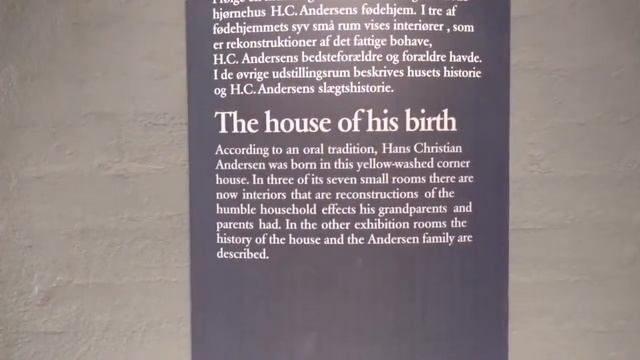 hjørnehus H.C. Andersens fødehjem. I tre af
fødehjemmets syv små rum vises interiører, som
er rekonstruktioner af det fattige bohave,
H.C. Andersens bedsteforældre og forældre havde.
I de øvrige udstillingsrum beskrives husets historie
og H.C. Andersens slægtshistorie.
The house of his birth
According to an oral tradition, Hans Christian
Andersen was born in this yellow-washed corner
house. In three of its seven small rooms there are
now interiors that are reconstructions of the
humble household effects his grandparents and
parents had. In the other exhibition rooms the
history of the house and the Andersen family are
described.